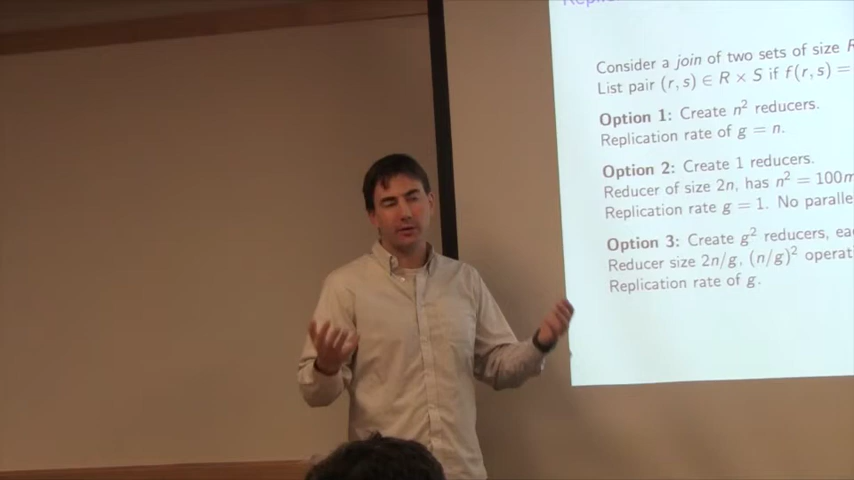 Consider a join of two sets of size R
List pair (r, s) ∈ R × S if f(r, s) =
Option 1: Create n² reducers.
Replication rate of g = n.
Option 2: Create 1 reducers.
Reducer of size 2n, has n² = 100m
Replication rate g = 1. No paralle
Option 3: Create g² reducers, eac
Reducer size 2n/g, (n/g)² operat
Replication rate of g.